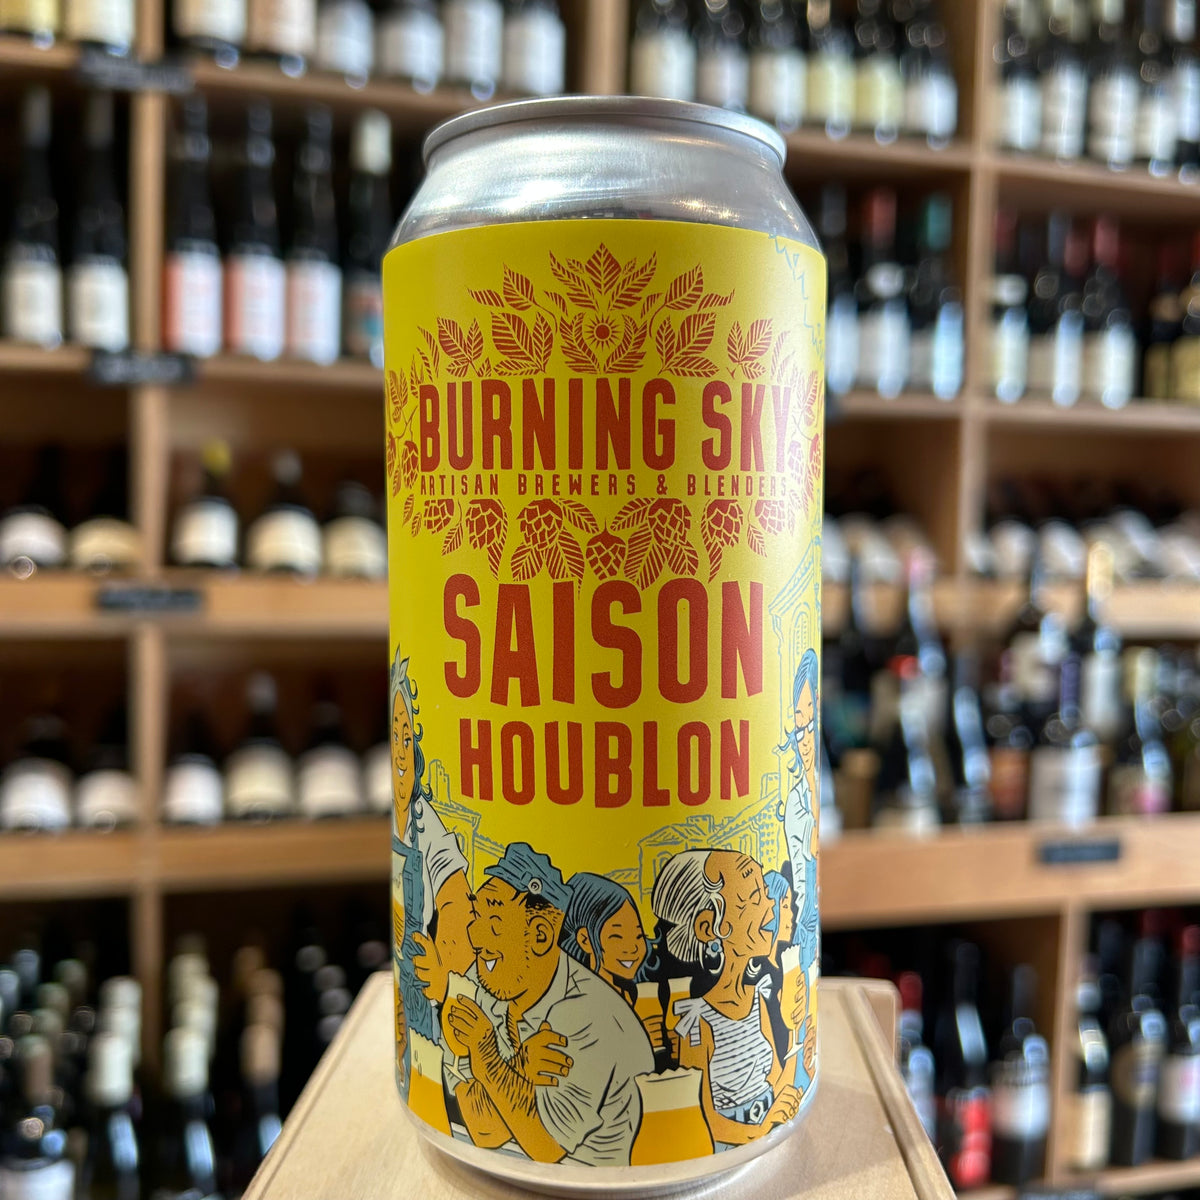 BURNING SKY
ARTISAN BREWERS & BLENDERS
SAISON
HOUBLON